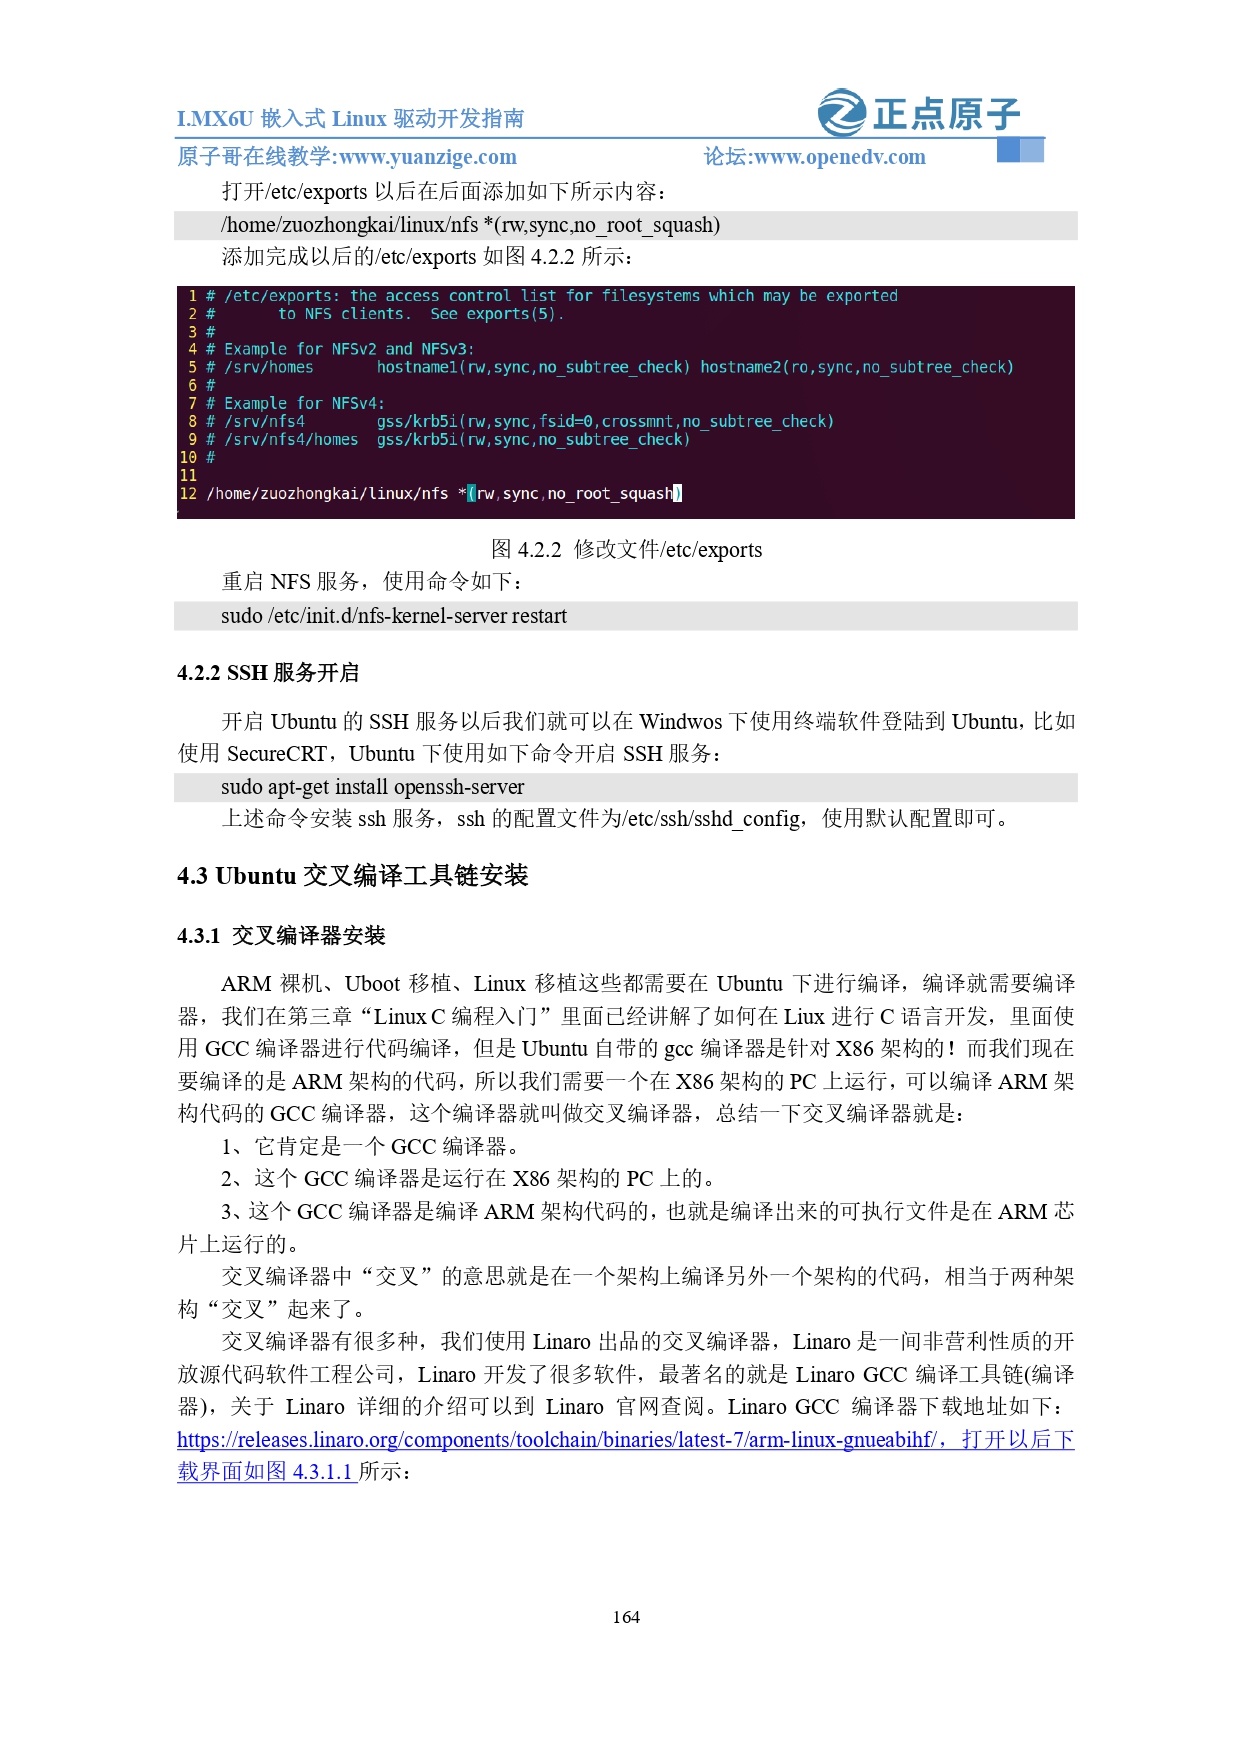 I.MX6U 嵌入式 Linux 驱动开发指南
正点原子
原子哥在线教学:www.yuanzige.com 论坛:www.openedv.com
打开/etc/exports 以后在后面添加如下所示内容：
/home/zuozhongkai/linux/nfs *(rw,sync,no_root_squash)
添加完成以后的/etc/exports 如图 4.2.2 所示：
1 # /etc/exports: the access control list for filesystems which may be exported
2 #       to NFS clients.  See exports(5).
3 #
4 # Example for NFSv2 and NFSv3:
5 # /srv/homes       hostname1(rw,sync,no_subtree_check) hostname2(ro,sync,no_subtree_check)
6 #
7 # Example for NFSv4:
8 # /srv/nfs4        gss/krb5i(rw,sync,fsid=0,crossmnt,no_subtree_check)
9 # /srv/nfs4/homes  gss/krb5i(rw,sync,no_subtree_check)
10 #
11
12 /home/zuozhongkai/linux/nfs *(rw,sync,no_root_squash)
图 4.2.2 修改文件/etc/exports
重启 NFS 服务，使用命令如下：
sudo /etc/init.d/nfs-kernel-server restart
4.2.2 SSH 服务开启
开启 Ubuntu 的 SSH 服务以后我们就可以在 Windwos 下使用终端软件登陆到 Ubuntu，比如
使用 SecureCRT，Ubuntu 下使用如下命令开启 SSH 服务：
sudo apt-get install openssh-server
上述命令安装 ssh 服务，ssh 的配置文件为/etc/ssh/sshd_config，使用默认配置即可。
4.3 Ubuntu 交叉编译工具链安装
4.3.1 交叉编译器安装
ARM 裸机、Uboot 移植、Linux 移植这些都需要在 Ubuntu 下进行编译，编译就需要编译
器，我们在第三章“Linux C 编程入门”里面已经讲解了如何在 Liux 进行 C 语言开发，里面使
用 GCC 编译器进行代码编译，但是 Ubuntu 自带的 gcc 编译器是针对 X86 架构的！而我们现在
要编译的是 ARM 架构的代码，所以我们需要一个在 X86 架构的 PC 上运行，可以编译 ARM 架
构代码的 GCC 编译器，这个编译器就叫做交叉编译器，总结一下交叉编译器就是：
1、它肯定是一个 GCC 编译器。
2、这个 GCC 编译器是运行在 X86 架构的 PC 上的。
3、这个 GCC 编译器是编译 ARM 架构代码的，也就是编译出来的可执行文件是在 ARM 芯
片上运行的。
交叉编译器中“交叉”的意思就是在一个架构上编译另外一个架构的代码，相当于两种架
构“交叉”起来了。
交叉编译器有很多种，我们使用 Linaro 出品的交叉编译器，Linaro 是一间非营利性质的开
放源代码软件工程公司，Linaro 开发了很多软件，最著名的就是 Linaro GCC 编译工具链(编译
器)，关于 Linaro 详细的介绍可以到 Linaro 官网查阅。Linaro GCC 编译器下载地址如下：
https://releases.linaro.org/components/toolchain/binaries/latest-7/arm-linux-gnueabihf/，打开以后下
载界面如图 4.3.1.1 所示：
164